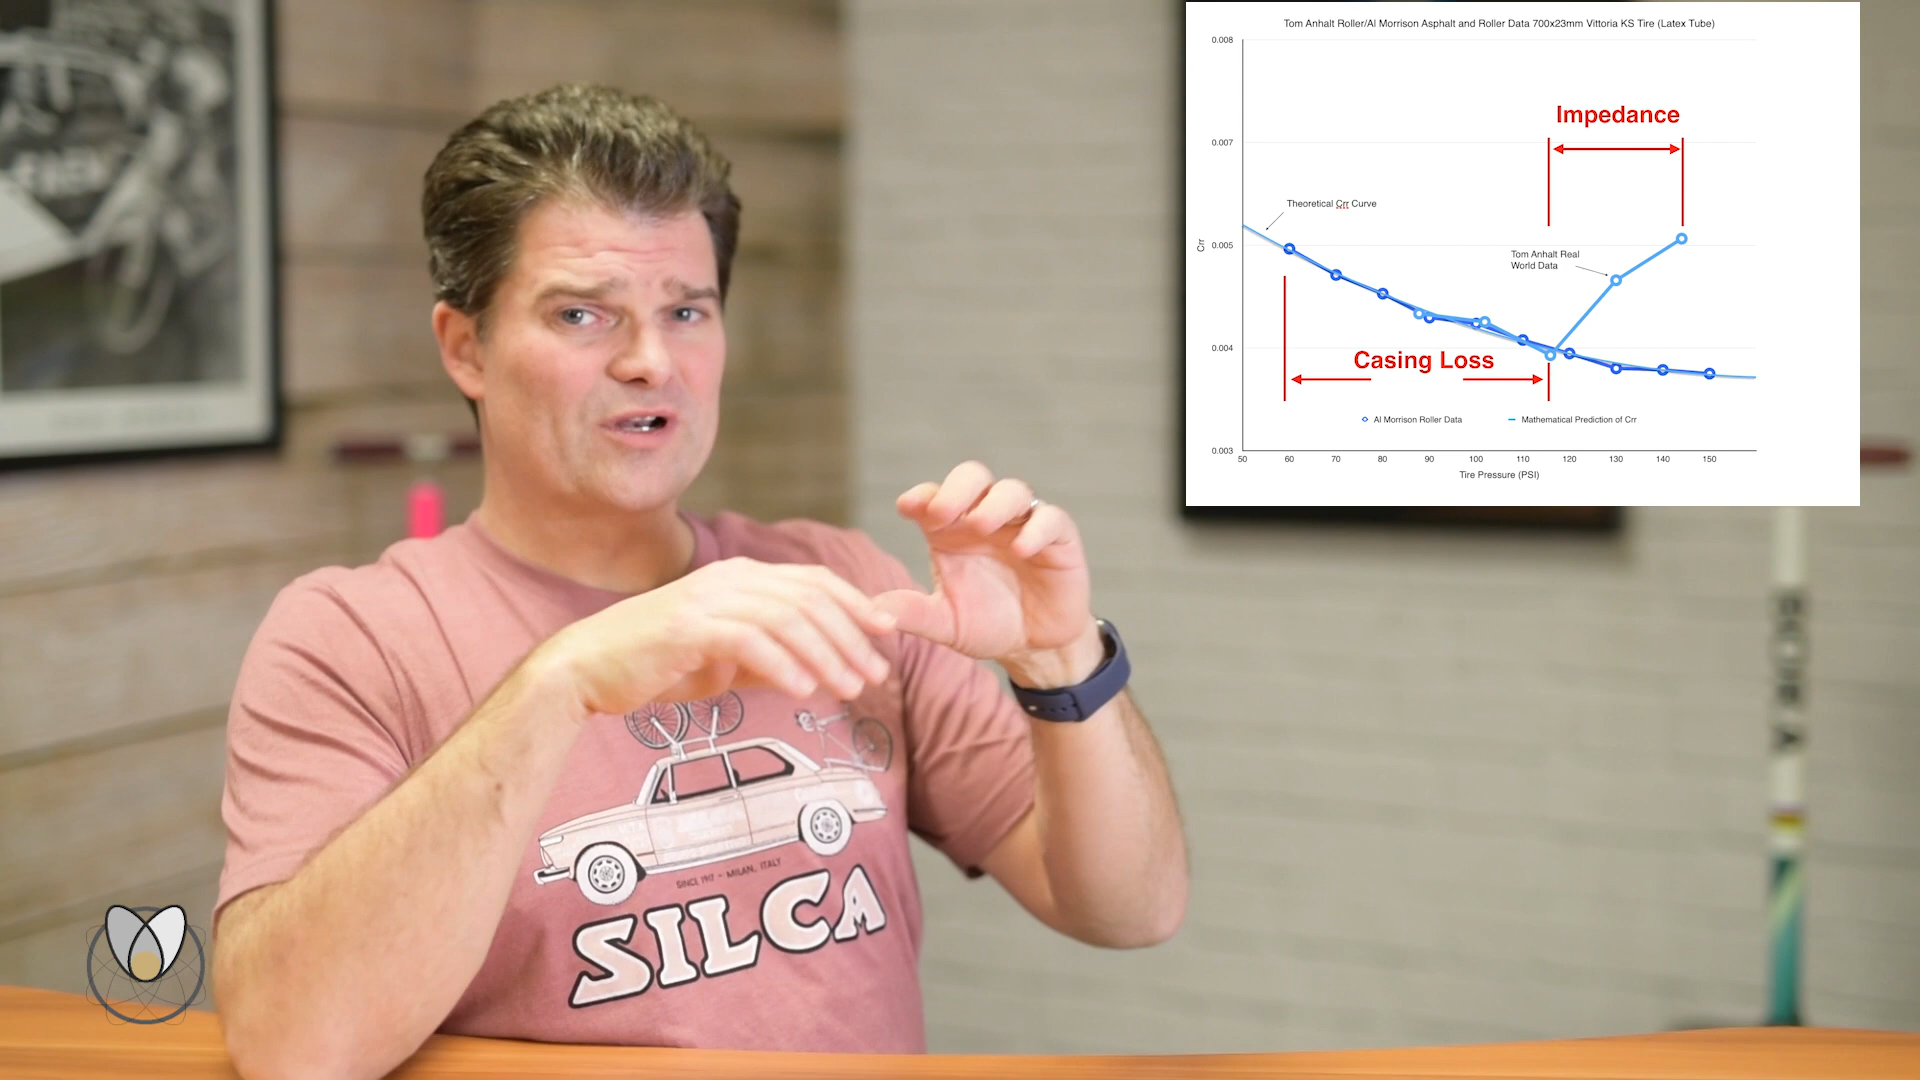 Tom Anhalt Roller/Al Morrison Asphalt and Roller Data 700x23mm Vittoria KS Tire (Latex Tube)
0.008
Impedance
0.007
Theoretical Crr Curve
Crr
0.005
Tom Anhalt Real
World Data
0.004
Casing Loss
Al Morrison Roller Data
Mathematical Prediction of Crr
0.003
50 60 70 80 90 100 110 120 130 140 150
Tire Pressure (PSI)
SINCE 1917 - MILAN, ITALY
SILCA